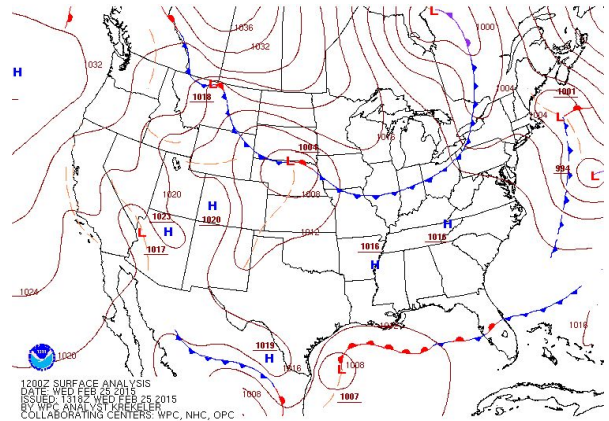 1036
1032
1000
L
H
1032
L
1018
1004
1001
1004
L
1016
1004
L
1008
994
L
1020
H
1023
1020
L
H
1017
1012
H
1016
1016
H
1024
1016
1019
H
1020
1016
1008
L
1008
1007
1200Z SURFACE ANALYSIS
DATE: WED FEB 25 2015
ISSUED: 1318Z WED FEB 25 2015
BY WPC ANALYST KREKELER
COLLABORATING CENTERS: WPC, NHC, OPC